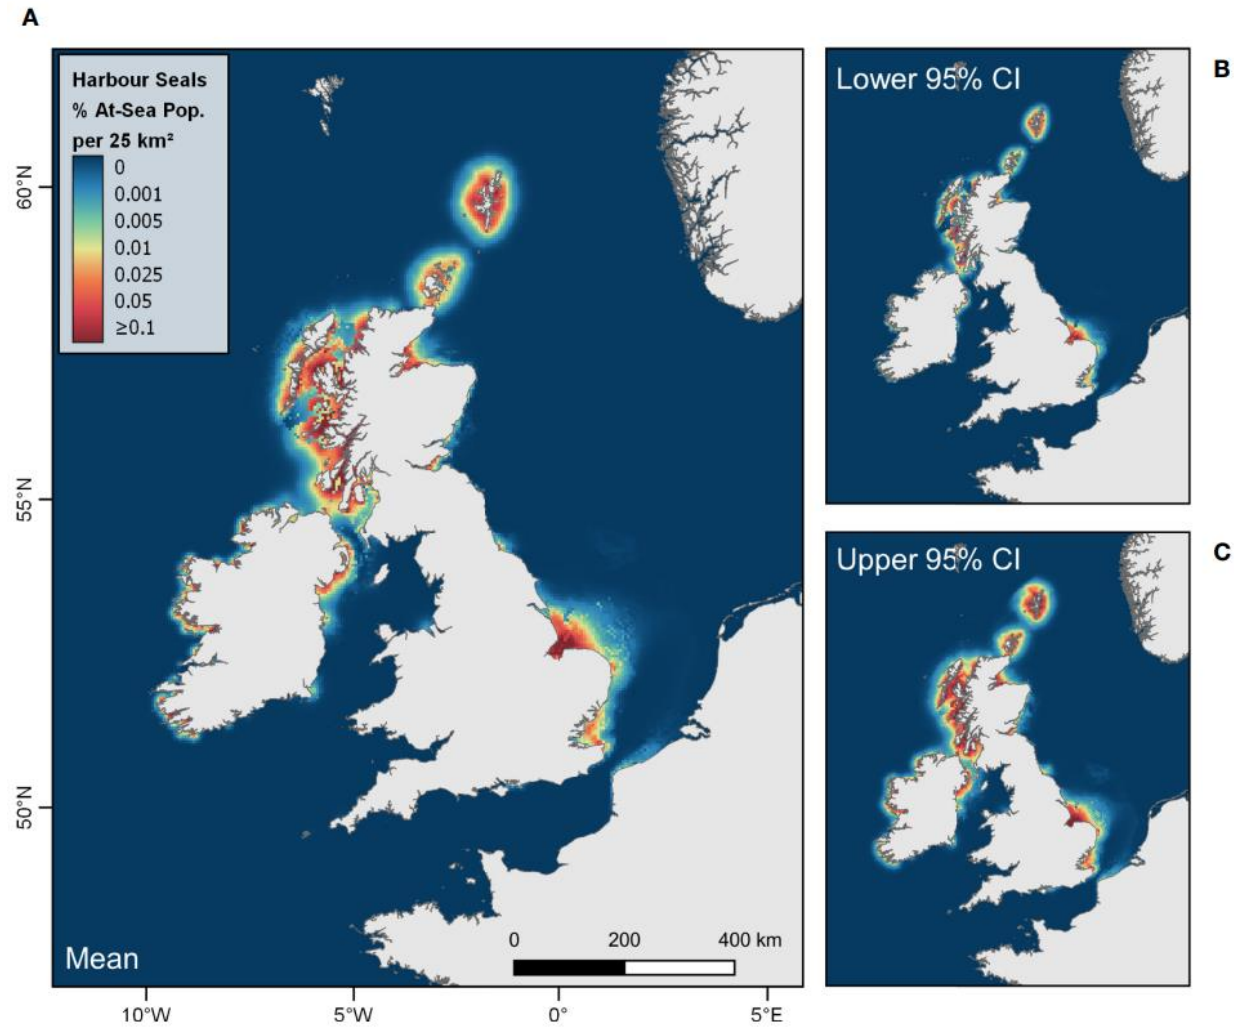 A
Harbour Seals
% At-Sea Pop.
per 25 km²
0
0.001
0.005
0.01
0.025
0.05
≥0.1
60°N
55°N
50°N
Mean
0 200 400 km
10°W 5°W 0° 5°E
Lower 95% CI
B
Upper 95% CI
C